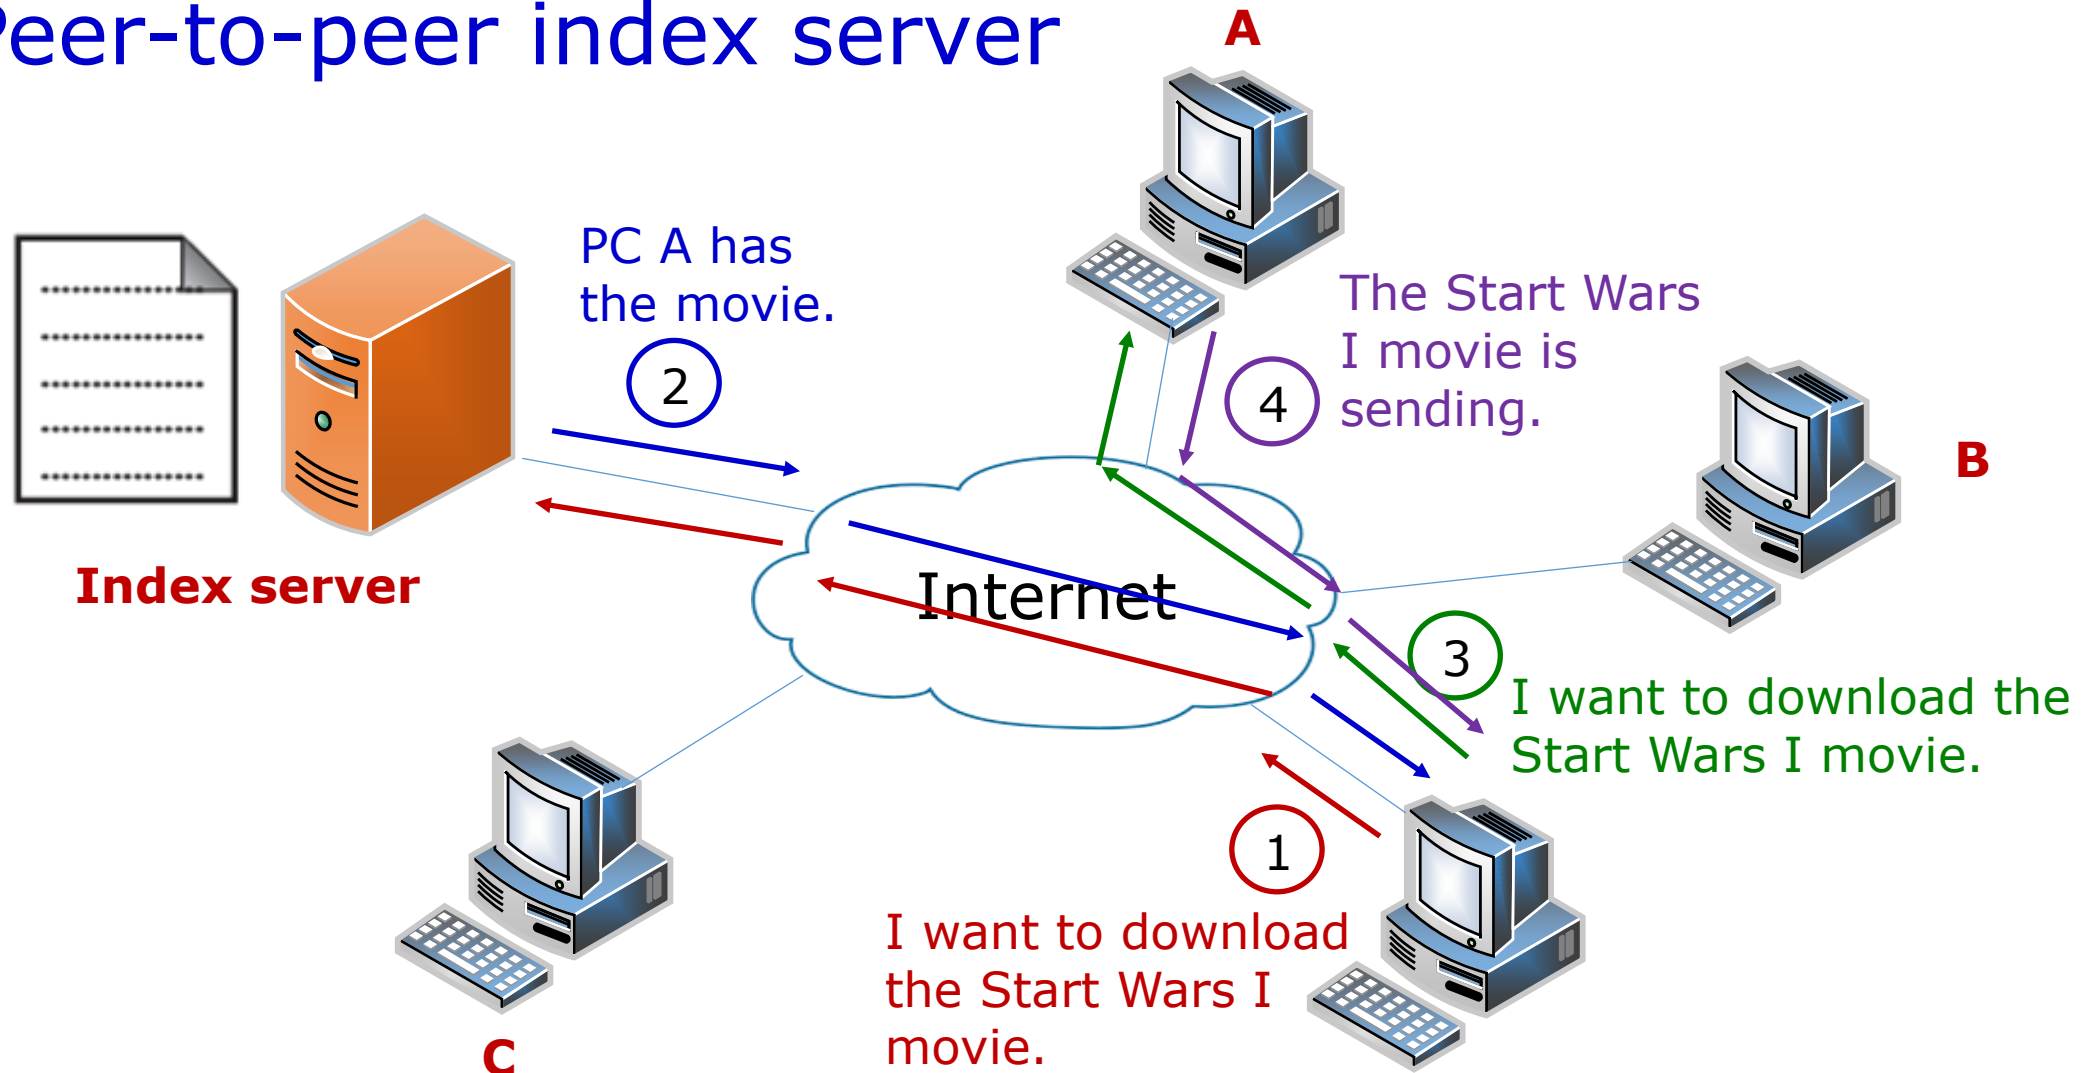 Peer-to-peer index server
A
PC A has
the movie.
2
The Start Wars
I movie is
sending.
4
B
Index server
Internet
3
I want to download the
Start Wars I movie.
1
I want to download
the Start Wars I
movie.
C